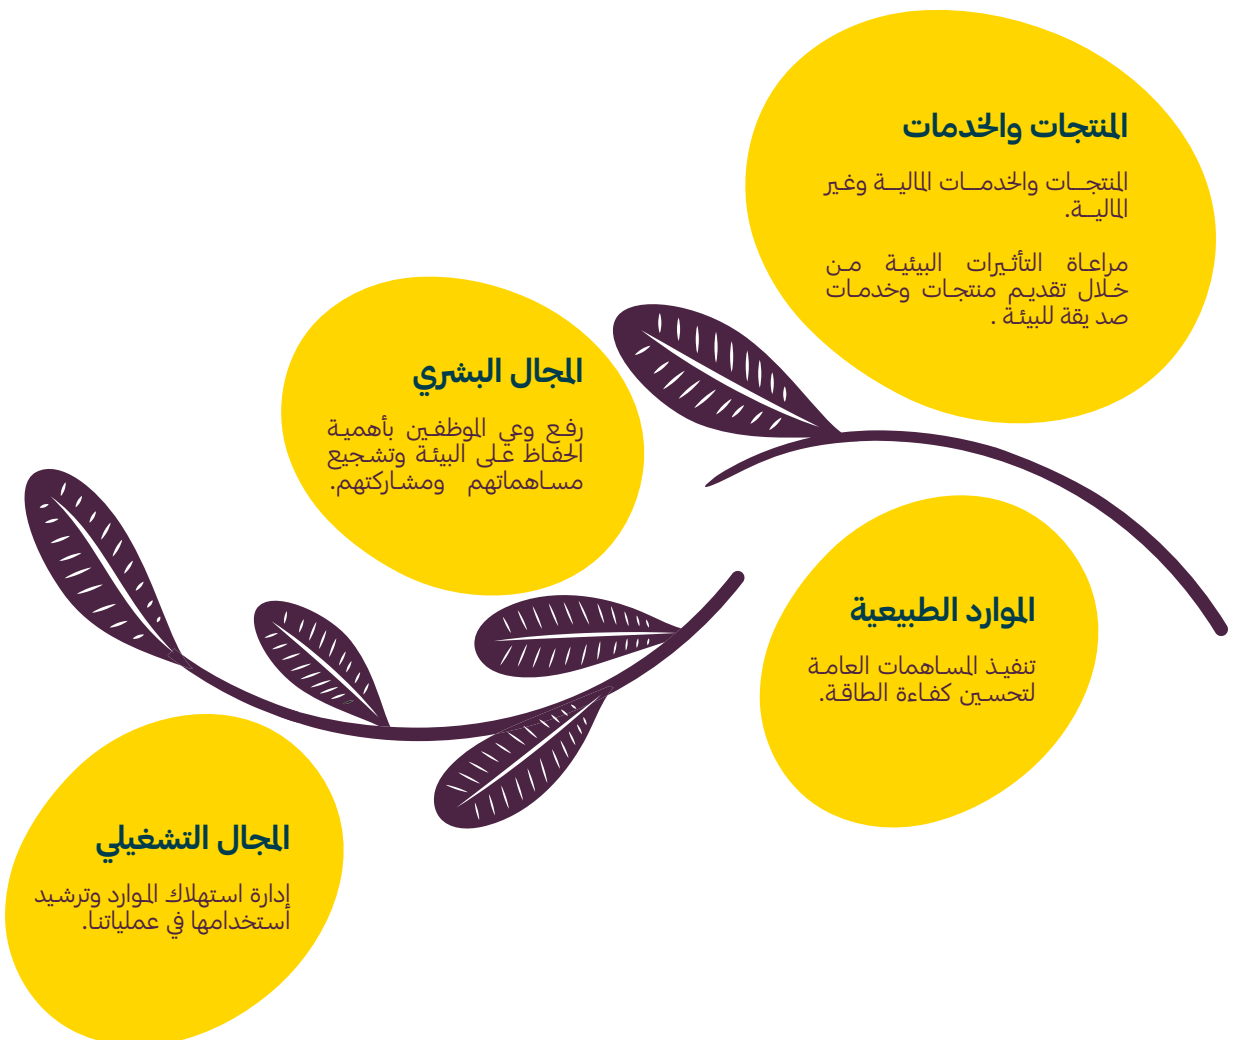 المنتجات والخدمات
المنتجات والخدمات المالية وغير
المالية.
مراعاة التأثيرات البيئية من
خلال تقديم منتجات وخدمات
صد يقة للبيئة .
المجال البشري
رفع وعي الموظفين بأهمية
الحفاظ على البيئة وتشجيع
مساهماتهم ومشاركتهم.
الموارد الطبيعية
تنفيذ المساهمات العامة
لتحسين كفاءة الطاقة.
المجال التشغيلي
إدارة استهلاك الموارد وترشيد
استخدامها في عملياتنا.